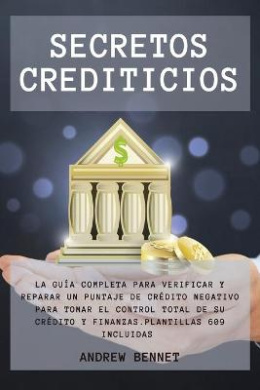 SECRETOS
CREDITICIOS
$
LA GUÍA COMPLETA PARA VERIFICAR Y
REPARAR UN PUNTAJE DE CRÉDITO NEGATIVO
PARA TOMAR EL CONTROL TOTAL DE SU
CRÉDITO Y FINANZAS.PLANTILLAS 609
INCLUIDAS
ANDREW BENNET